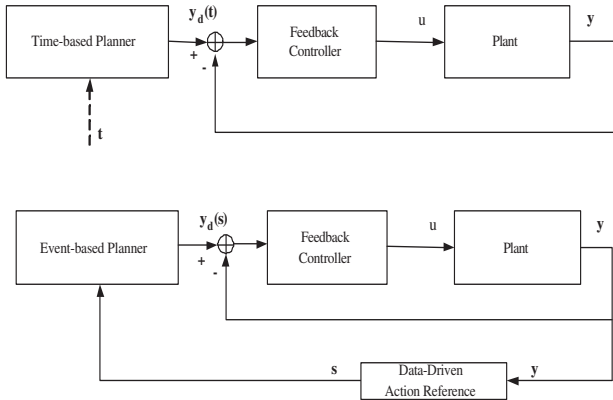 y_d(t)
Time-based Planner
+
-
Feedback
Controller
u
Plant
y
t
y_d(s)
Event-based Planner
+
-
Feedback
Controller
u
Plant
y
s
Data-Driven
Action Reference
y